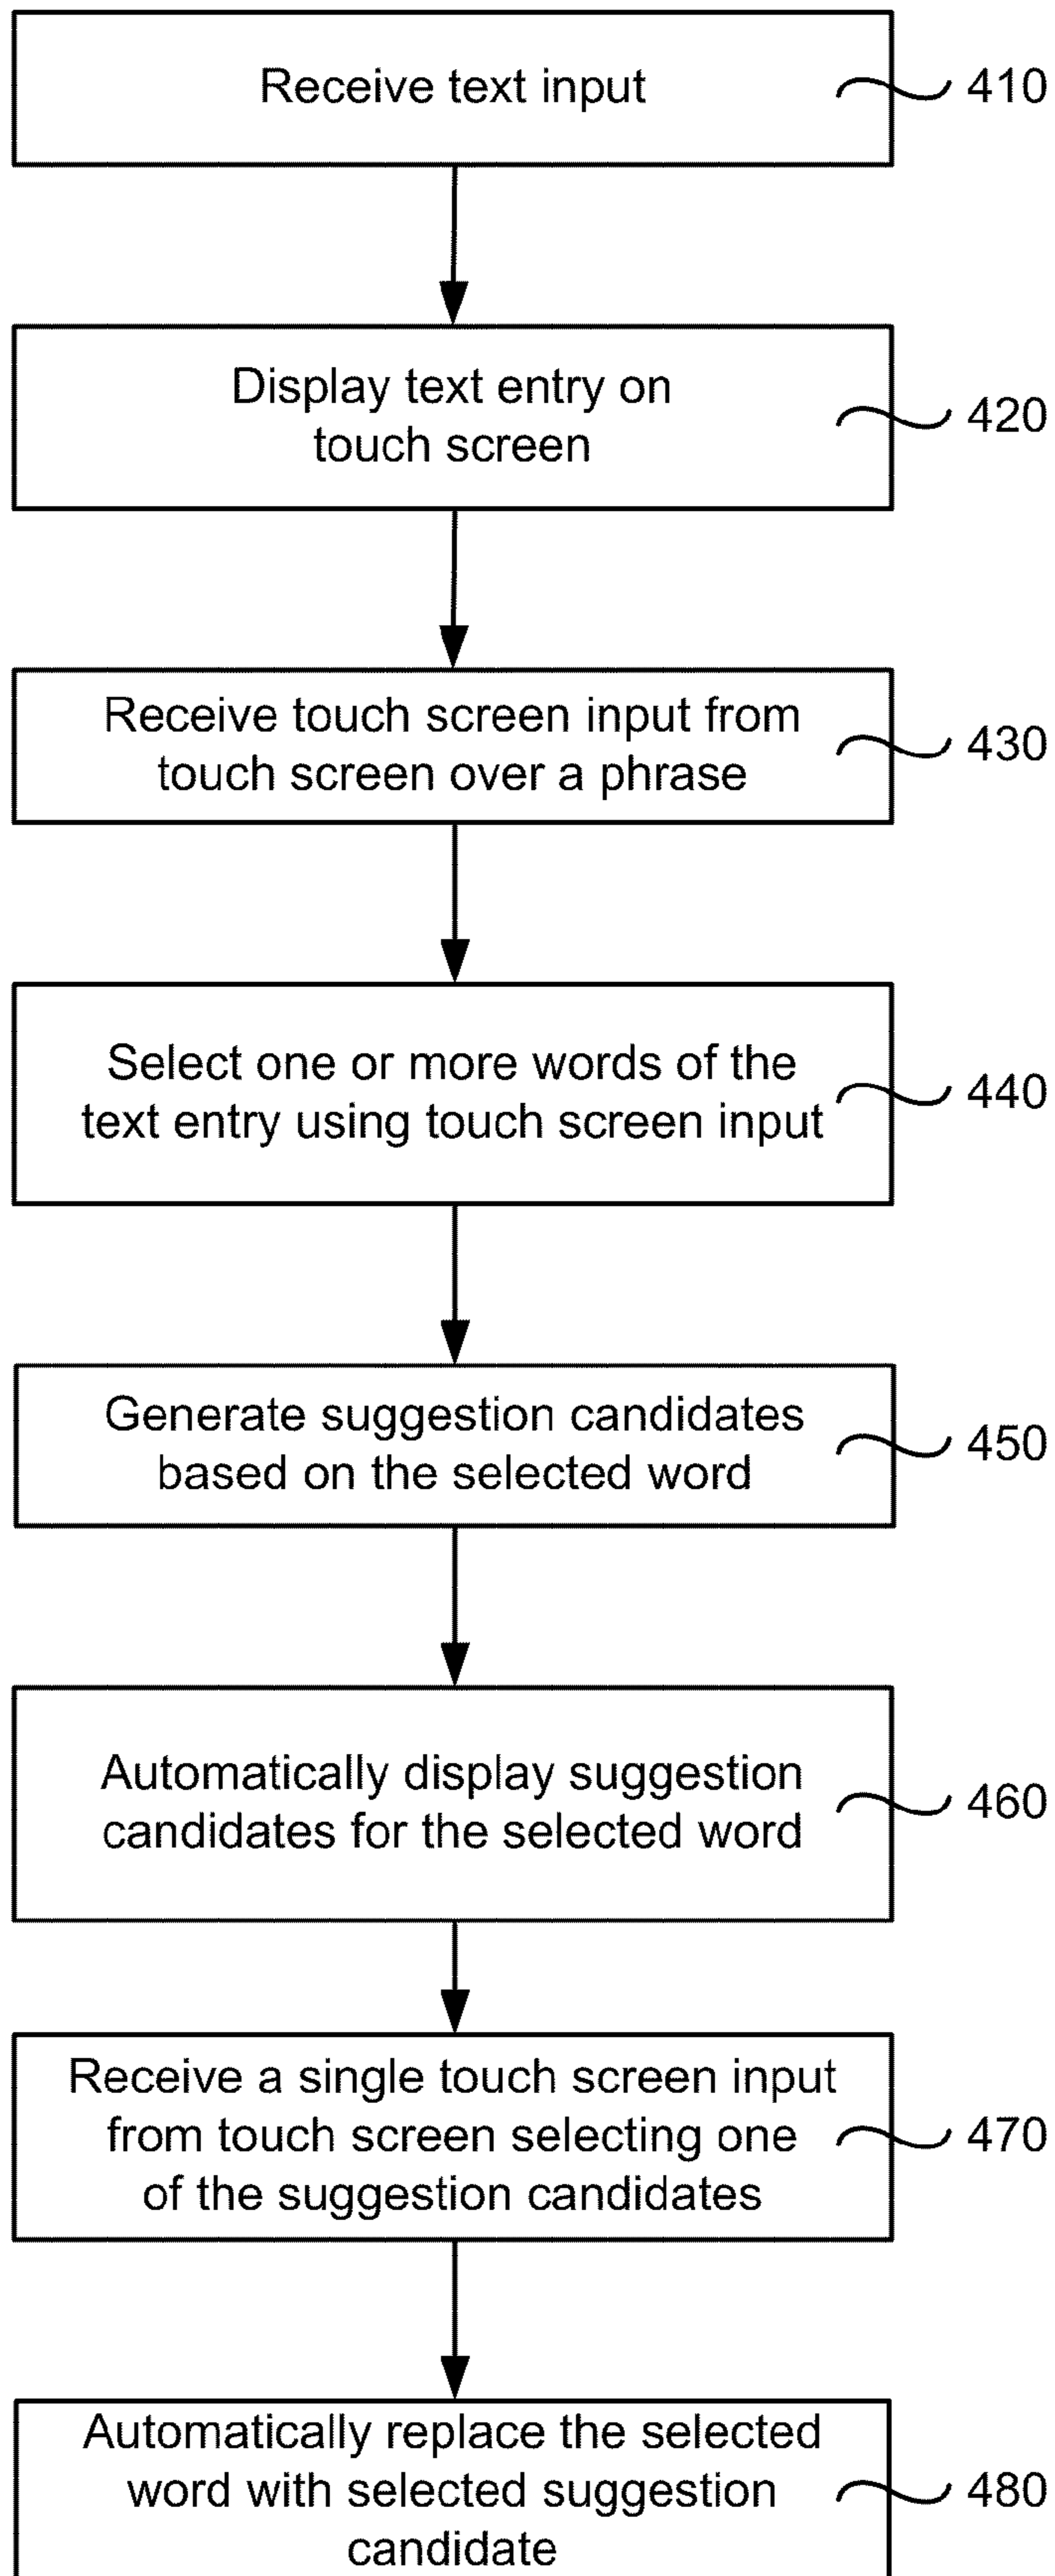 Receive text input
410
Display text entry on
touch screen
420
Receive touch screen input from
touch screen over a phrase
430
Select one or more words of the
text entry using touch screen input
440
Generate suggestion candidates
based on the selected word
450
Automatically display suggestion
candidates for the selected word
460
Receive a single touch screen input
from touch screen selecting one
of the suggestion candidates
470
Automatically replace the selected
word with selected suggestion
candidate
480